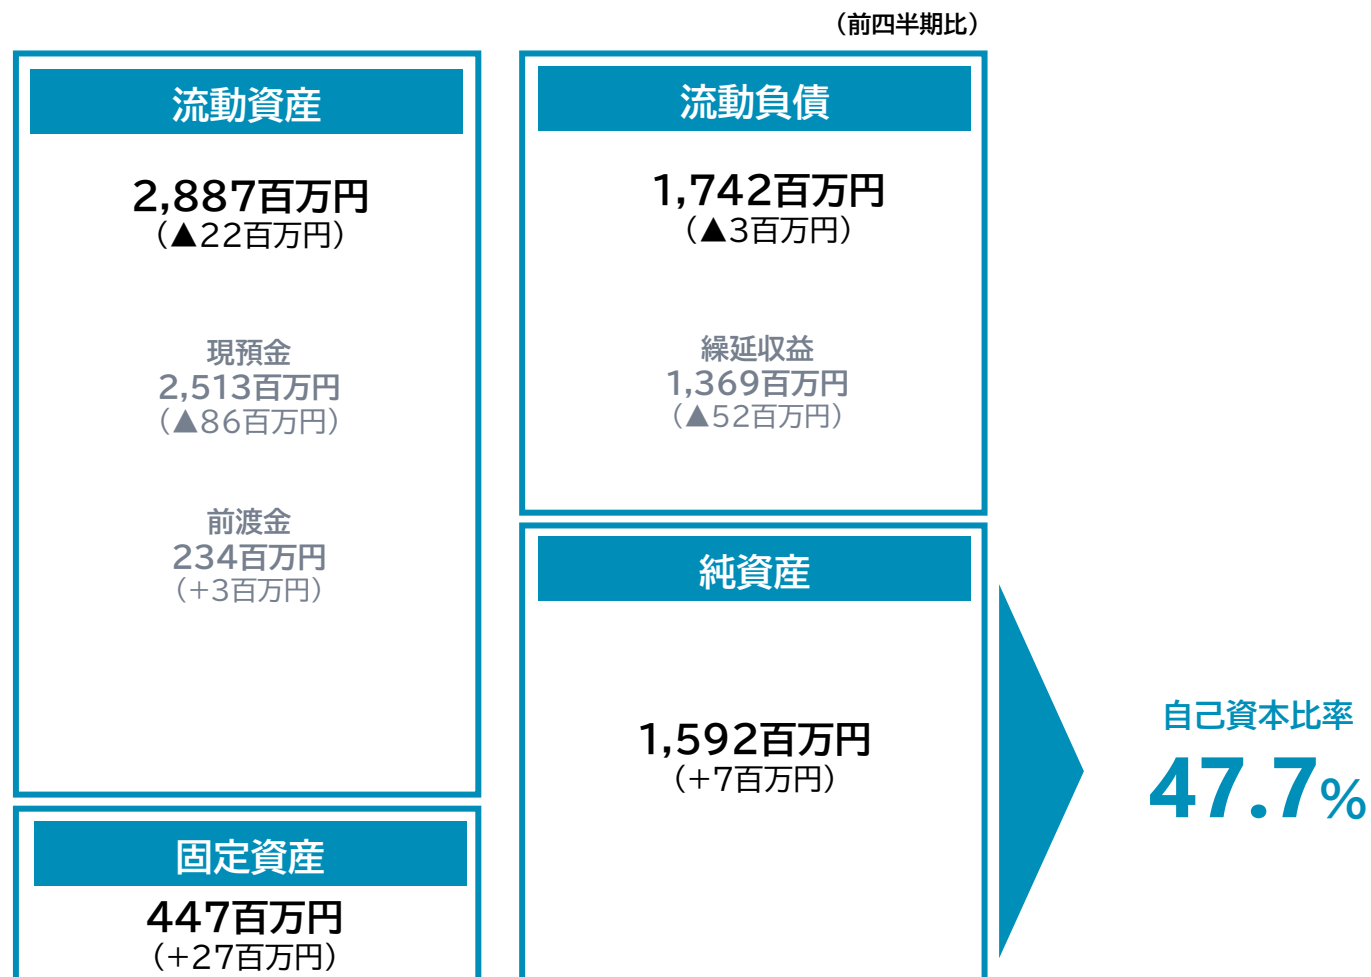 （前四半期比）
流動資産
2,887百万円
（▲22百万円）
現預金
2,513百万円
（▲86百万円）
前渡金
234百万円
（+3百万円）
固定資産
447百万円
（+27百万円）
流動負債
1,742百万円
（▲3百万円）
繰延収益
1,369百万円
（▲52百万円）
純資産
1,592百万円
（+7百万円）
自己資本比率
47.7%